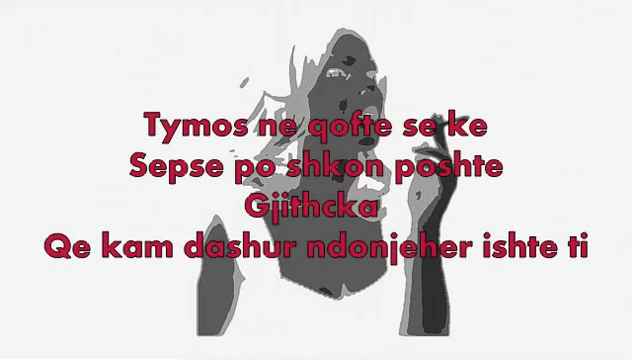 Tymos ne qofte se ke
Sepse po shkon poshte
Gjithcka
Qe kam dashur ndonjeher ishte ti